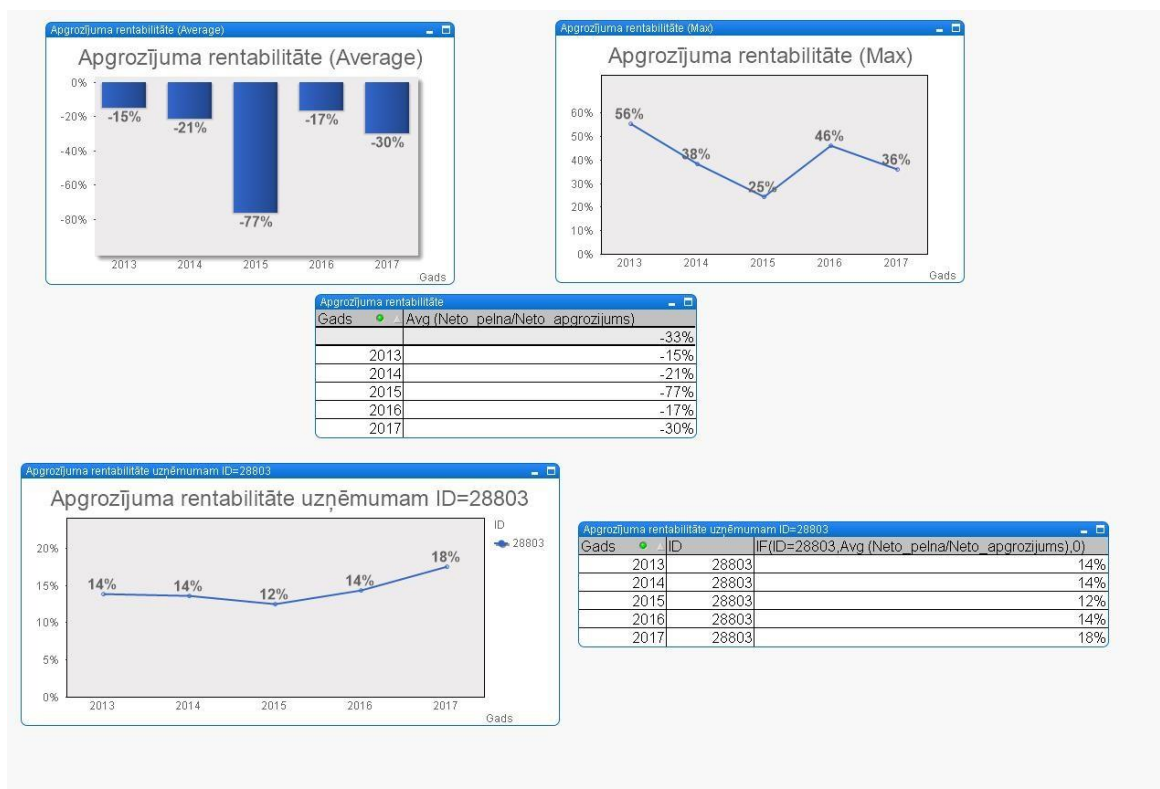 Apgrozījuma rentabilitāte (Average)
Apgrozījuma rentabilitāte (Average)
0%
-20%
-40%
-60%
-80%
-15%
-21%
-77%
-17%
-30%
2013 2014 2015 2016 2017
Gads
Apgrozījuma rentabilitāte (Max)
Apgrozījuma rentabilitāte (Max)
60%
50%
40%
30%
20%
10%
0%
56%
38%
25%
46%
36%
2013 2014 2015 2016 2017
Gads
Apgrozījuma rentabilitāte
Gads Avg (Neto_pelna/Neto_apgrozijums)
-33%
2013 -15%
2014 -21%
2015 -77%
2016 -17%
2017 -30%
Apgrozījuma rentabilitāte uzņēmumam ID=28803
Apgrozījuma rentabilitāte uzņēmumam ID=28803
20%
15%
10%
5%
0%
14%
14%
12%
14%
18%
2013 2014 2015 2016 2017
Gads
ID
28803
Apgrozījuma rentabilitāte uzņēmumam ID=28803
Gads ID IF(ID=28803,Avg (Neto_pelna/Neto_apgrozijums),0)
2013 28803 14%
2014 28803 14%
2015 28803 12%
2016 28803 14%
2017 28803 18%